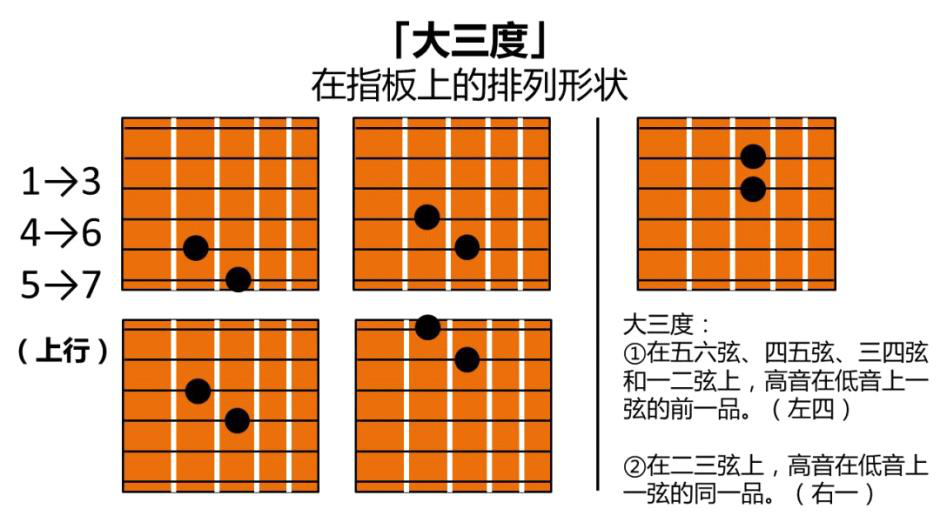 「大三度」
在指板上的排列形状
1→3
4→6
5→7
（上行）
大三度：
①在五六弦、四五弦、三四弦
和一二弦上，高音在低音上一
弦的前一品。（左四）
②在二三弦上，高音在低音上
一弦的同一品。（右一）